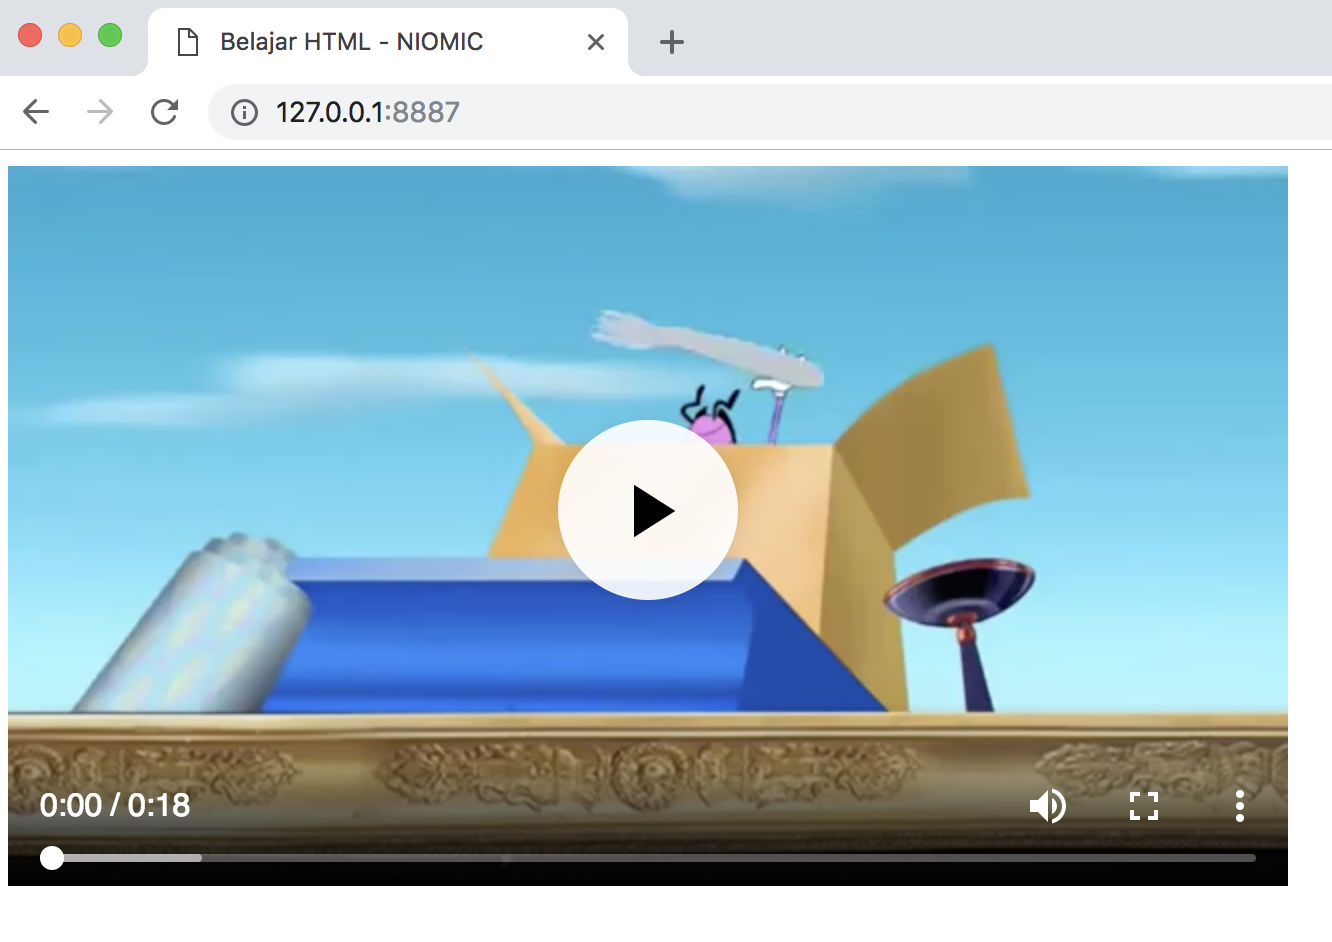 Belajar HTML - NIOMIC
127.0.0.1:8887
0:00 / 0:18